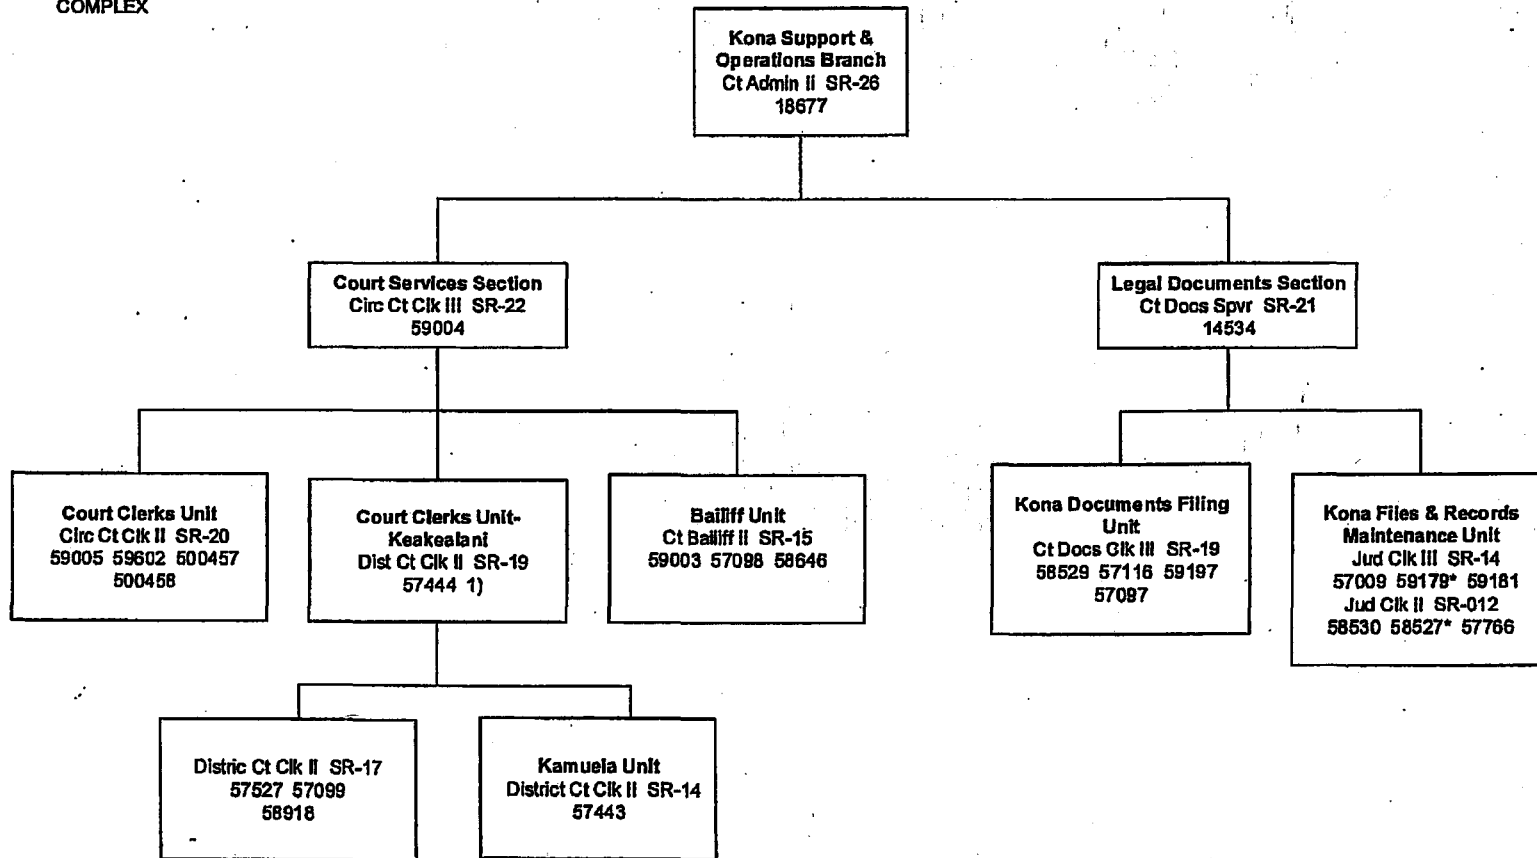 COMPLEX
Kona Support &
Operations Branch
Ct Admin II SR-26
18677
Court Services Section
Circ Ct Clk III SR-22
59004
Legal Documents Section
Ct Docs Spvr SR-21
14534
Court Clerks Unit
Circ Ct Clk II SR-20
59005 59602 500457
500458
Court Clerks Unit-
Keakealani
Dist Ct Clk II SR-19
57444 1)
Bailiff Unit
Ct Bailiff II SR-15
59003 57098 58646
Kona Documents Filing
Unit
Ct Docs Clk III SR-19
58529 57116 59197
57097
Kona Files & Records
Maintenance Unit
Jud Clk III SR-14
57009 59179* 59181
Jud Clk II SR-012
58530 58527* 57766
Distric Ct Clk II SR-17
57527 57099
58918
Kamuela Unit
District Ct Clk II SR-14
57443